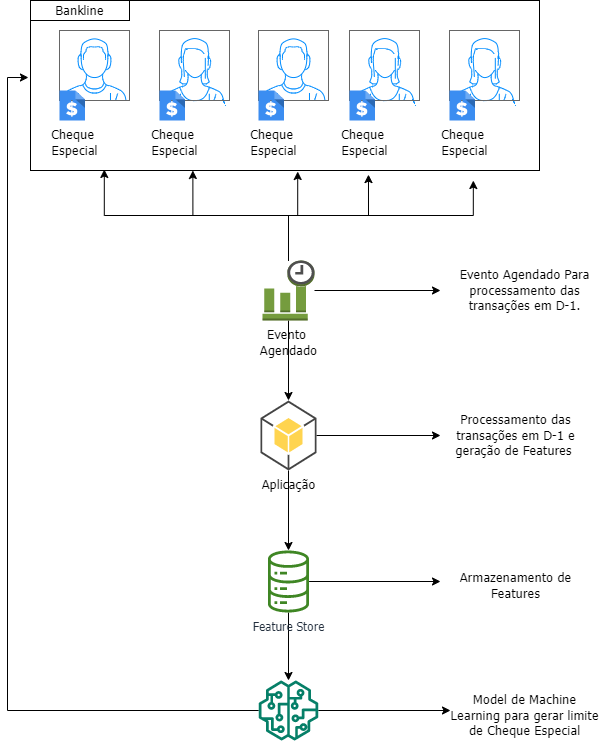 Bankline
Cheque
Especial
Cheque
Especial
Cheque
Especial
Cheque
Especial
Cheque
Especial
Evento Agendado Para
processamento das
transações em D-1.
Evento
Agendado
Processamento das
transações em D-1 e
geração de Features
Aplicação
Armazenamento de
Features
Feature Store
Model de Machine
Learning para gerar limite
de Cheque Especial